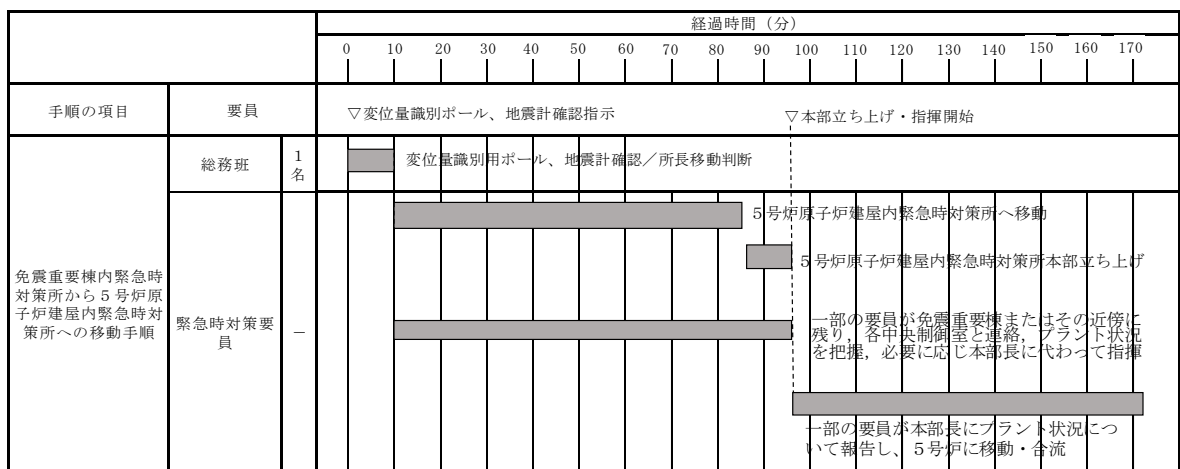 経過時間（分）
0 10 20 30 40 50 60 70 80 90 100 110 120 130 140 150 160 170
手順の項目 要員 ▽変位量識別ポール、地震計確認指示 ▽本部立ち上げ・指揮開始
総務班 1名 変位量識別用ポール、地震計確認／所長移動判断
5号炉原子炉建屋内緊急時対策所へ移動
5号炉原子炉建屋内緊急時対策所本部立ち上げ
免震重要棟内緊急時
対策所から5号炉原
子炉建屋内緊急時対
策所への移動手順
緊急時対策要
員
－
一部の要員が免震重要棟またはその近傍に
残り，各中央制御室と連絡，プラント状況
を把握，必要に応じ本部長に代わって指揮
一部の要員が本部長にプラント状況につ
いて報告し、5号炉に移動・合流